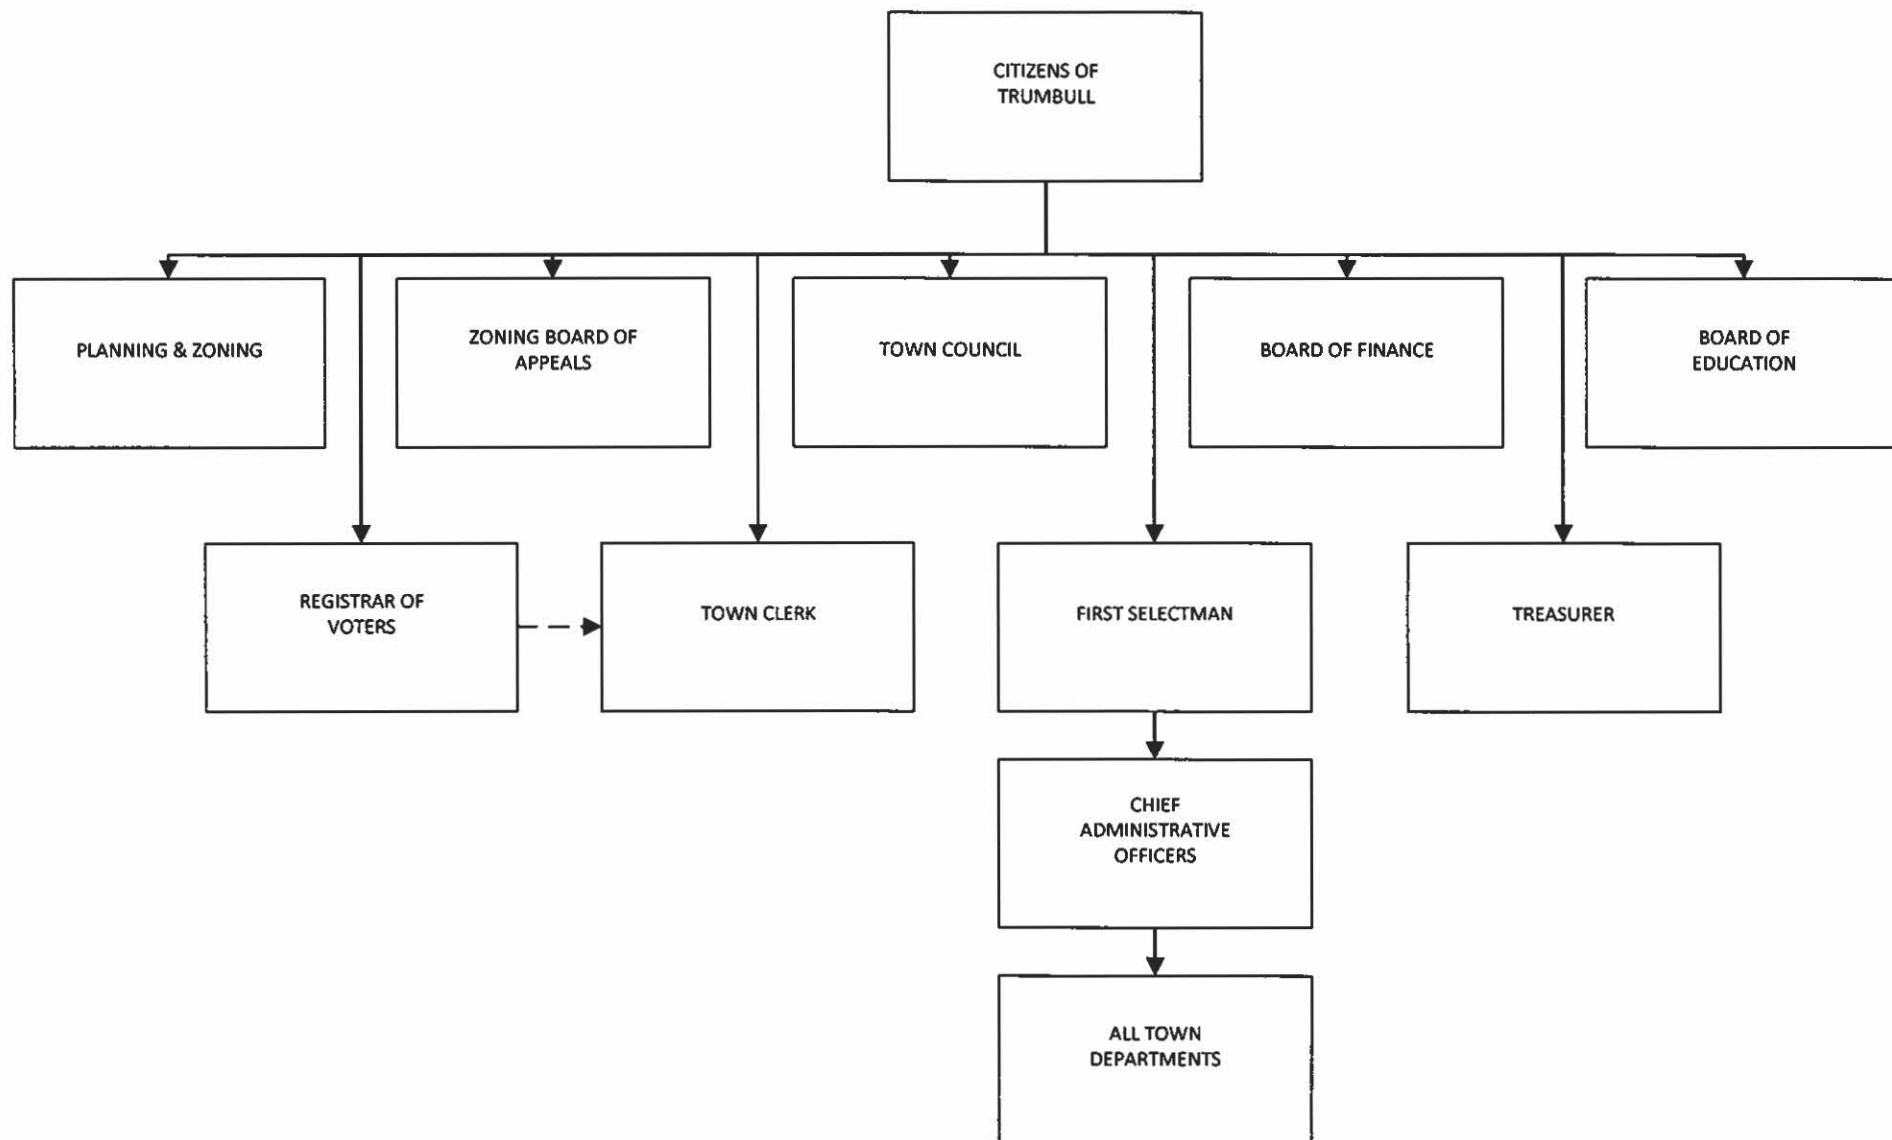 CITIZENS OF
TRUMBULL
PLANNING & ZONING
ZONING BOARD OF
APPEALS
TOWN COUNCIL
BOARD OF FINANCE
BOARD OF
EDUCATION
REGISTRAR OF
VOTERS
TOWN CLERK
FIRST SELECTMAN
TREASURER
CHIEF
ADMINISTRATIVE
OFFICERS
ALL TOWN
DEPARTMENTS